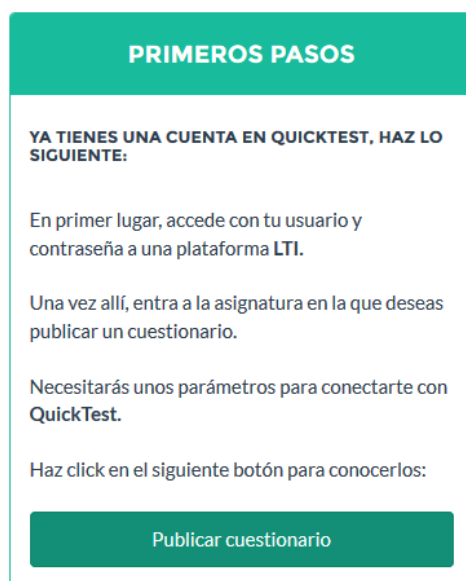 PRIMEROS PASOS
YA TIENES UNA CUENTA EN QUICKTEST, HAZ LO
SIGUIENTE:
En primer lugar, accede con tu usuario y
contraseña a una plataforma LTI.
Una vez allí, entra a la asignatura en la que deseas
publicar un cuestionario.
Necesitarás unos parámetros para conectarte con
QuickTest.
Haz click en el siguiente botón para conocerlos:
Publicar cuestionario